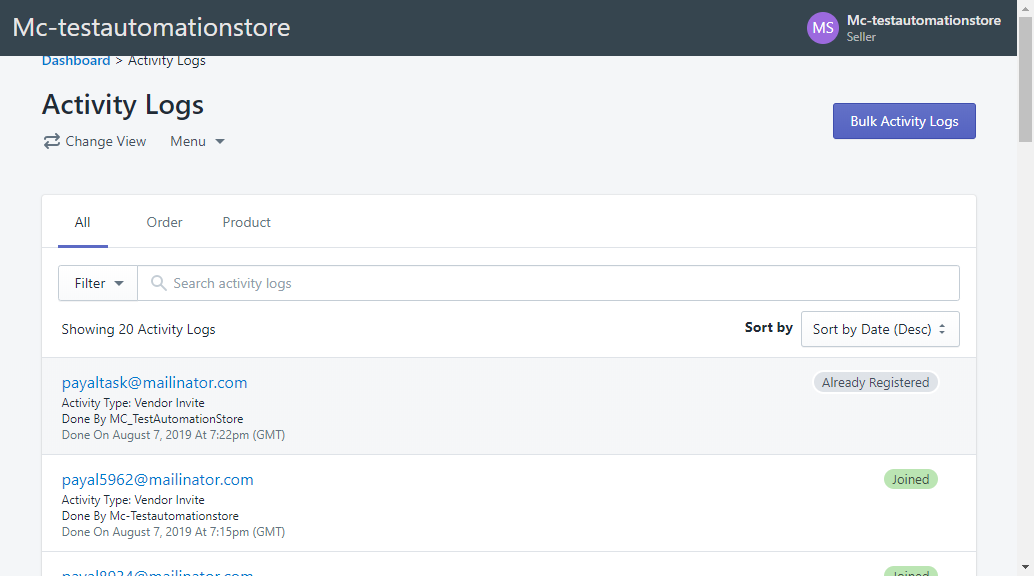 Mc-testautomationstore
MS
Mc-testautomationstore
Seller
Dashboard > Activity Logs
Activity Logs
Bulk Activity Logs
Change View Menu
All Order Product
Filter Search activity logs
Showing 20 Activity Logs
Sort by Sort by Date (Desc)
payaltask@mailinator.com Already Registered
Activity Type: Vendor Invite
Done By MC_TestAutomationStore
Done On August 7, 2019 At 7:22pm (GMT)
payal5962@mailinator.com Joined
Activity Type: Vendor Invite
Done By Mc-Testautomationstore
Done On August 7, 2019 At 7:15pm (GMT)
Joined